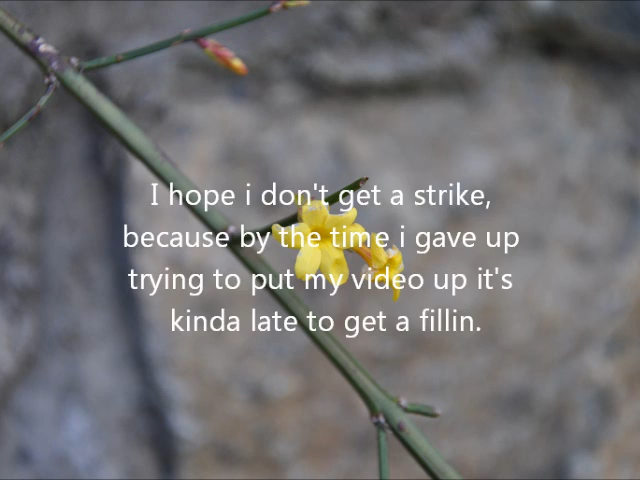 I hope i don't get a strike,
because by the time i gave up
trying to put my video up it's
kinda late to get a fillin.